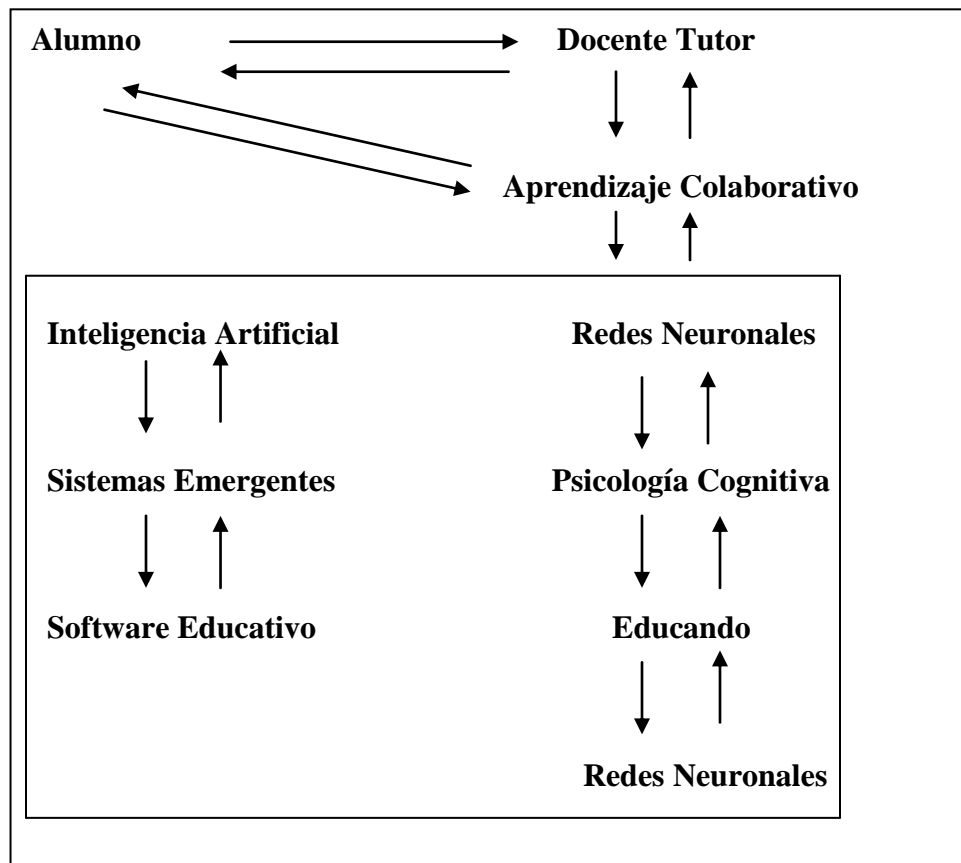 Alumno
Docente Tutor
Aprendizaje Colaborativo
Inteligencia Artificial
Redes Neuronales
Sistemas Emergentes
Psicología Cognitiva
Software Educativo
Educando
Redes Neuronales